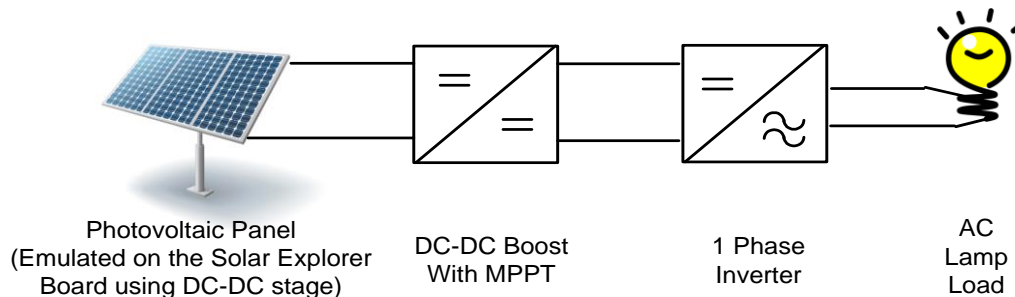 Photovoltaic Panel
(Emulated on the Solar Explorer
Board using DC-DC stage)
DC-DC Boost
With MPPT
1 Phase
Inverter
AC
Lamp
Load